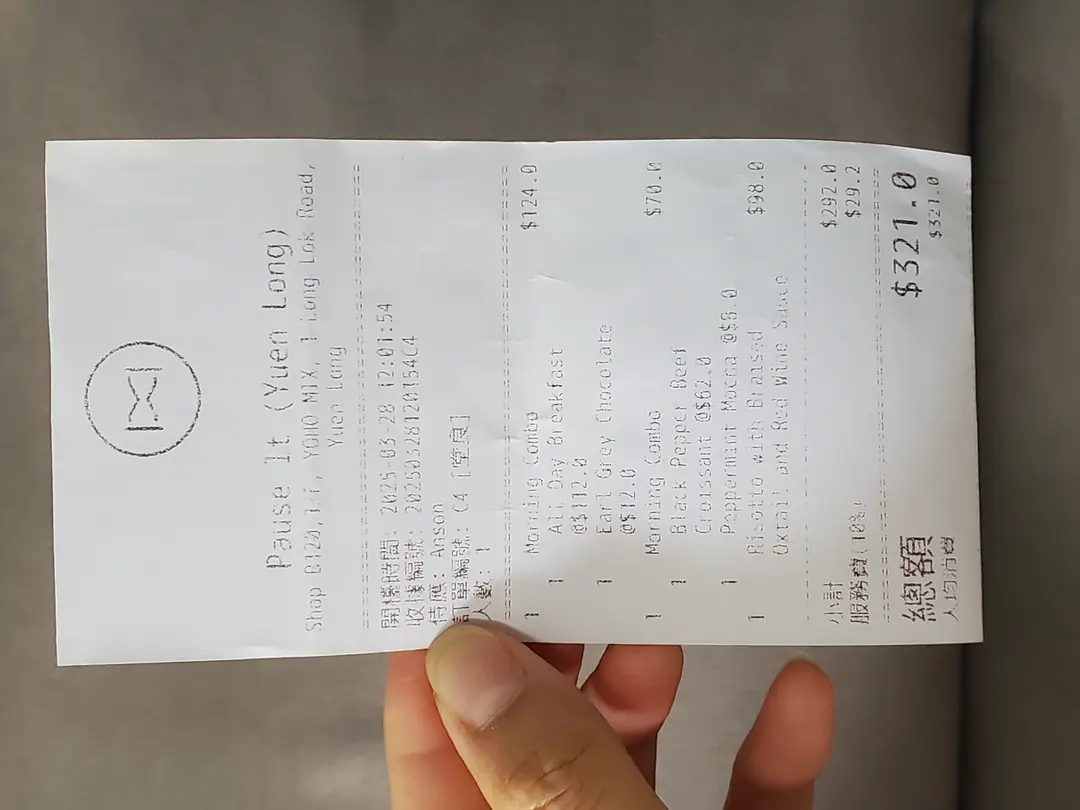 Pause It (Yuen Long)
Shop B120, 1/F, YOHO MIX, 1 Long Lok Road,
Yuen Long
開檯時間: 2025-03-28 12:01:54
收據編號: 20250328120154C4
侍應: Anson
訂單編號: C4 [堂食]
人數: 1
1 Morning Combo $124.0
1 All Day Breakfast
@$112.0
1 Earl Grey Chocolate
@$12.0
1 Morning Combo $70.0
1 Black Pepper Beef
Croissant @$62.0
1 Peppermint Mocha @$8.0
1 Risotto with Braised $98.0
Oxtail and Red Wine Sauce
小計 $292.0
服務費(10%) $29.2
總額 $321.0
人均消費 $321.0